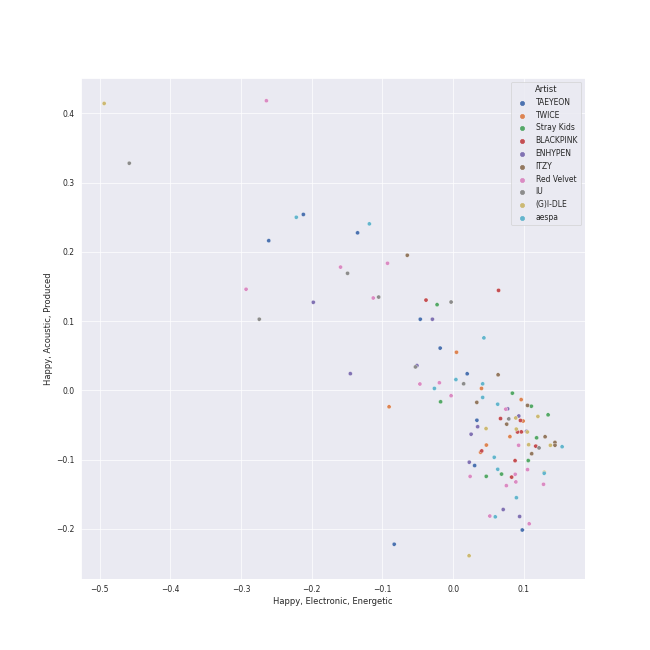 Artist
TAEYEON
TWICE
Stray Kids
BLACKPINK
ENHYPEN
ITZY
Red Velvet
IU
(G)I-DLE
aespa
0.4
0.3
0.2
0.1
0.0
−0.1
−0.2
Happy, Acoustic, Produced
−0.5 −0.4 −0.3 −0.2 −0.1 0.0 0.1
Happy, Electronic, Energetic